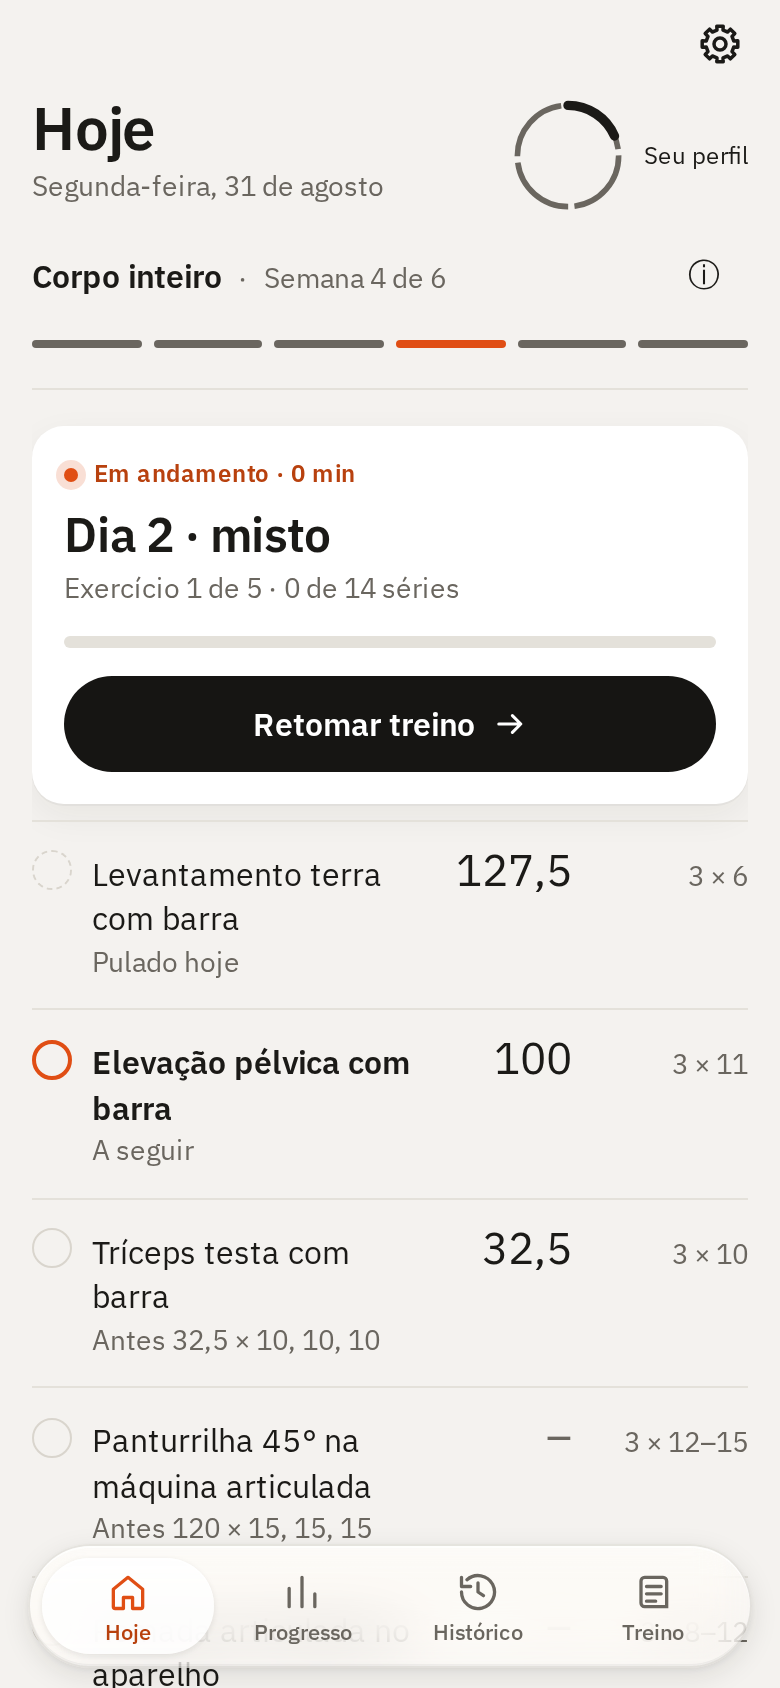 Hoje
Segunda-feira, 31 de agosto
Seu perfil
Corpo inteiro · Semana 4 de 6
Em andamento · 0 min
Dia 2 · misto
Exercício 1 de 5 · 0 de 14 séries
Retomar treino →
Levantamento terra 127,5 3 × 6
com barra
Pulado hoje
Elevação pélvica com 100 3 × 11
barra
A seguir
Tríceps testa com 32,5 3 × 10
barra
Antes 32,5 × 10, 10, 10
Panturrilha 45° na – 3 × 12–15
máquina articulada
Antes 120 × 15, 15, 15
articulada no – 8–12
aparelho
Hoje Progresso Histórico Treino